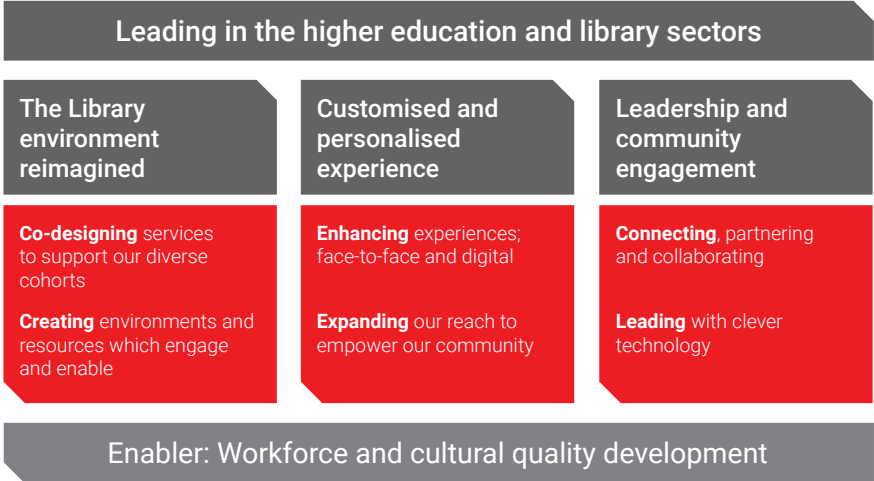 Leading in the higher education and library sectors
The Library
environment
reimagined
Co-designing services
to support our diverse
cohorts
Creating environments and
resources which engage
and enable
Customised and
personalised
experience
Enhancing experiences;
face-to-face and digital
Expanding our reach to
empower our community
Leadership and
community
engagement
Connecting, partnering
and collaborating
Leading with clever
technology
Enabler: Workforce and cultural quality development